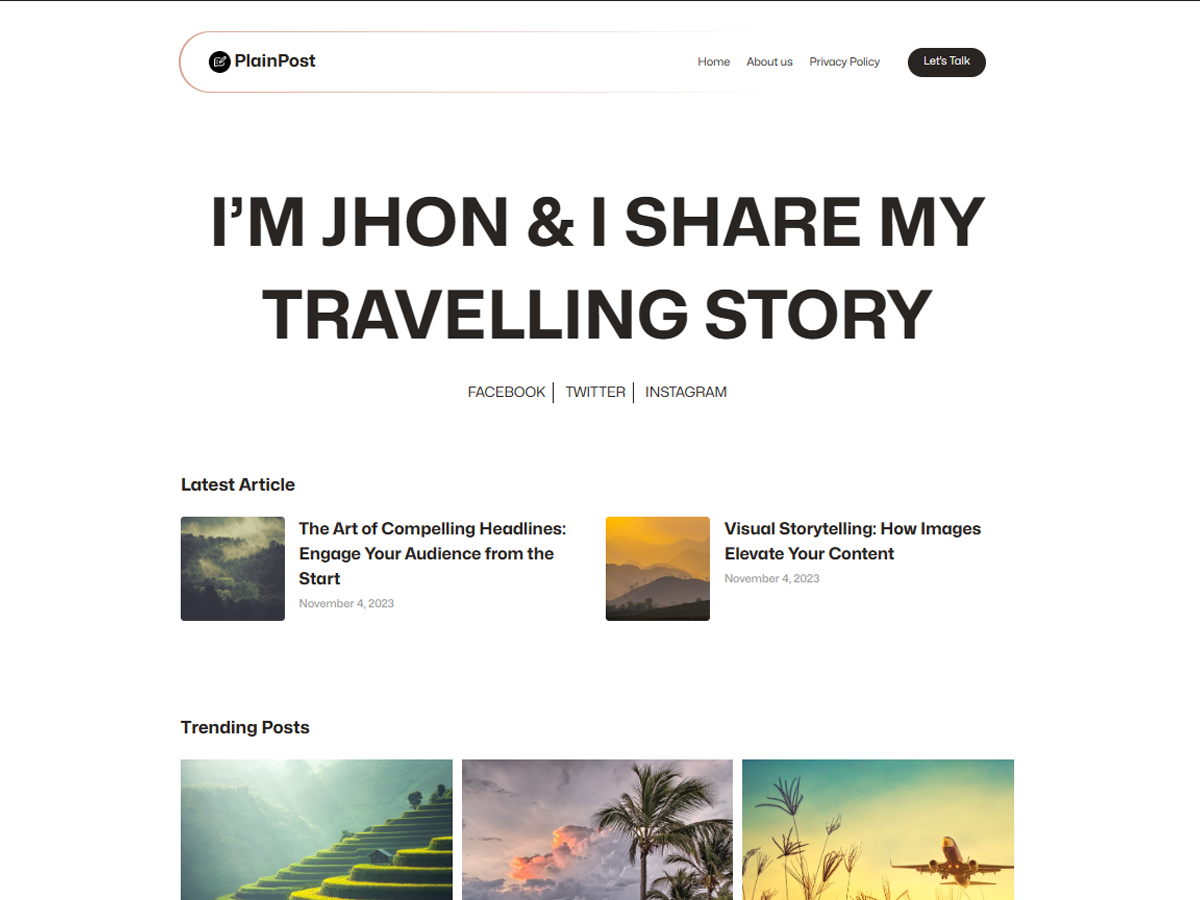 PlainPost
Home About us Privacy Policy Let's Talk
I’M JHON & I SHARE MY
TRAVELLING STORY
FACEBOOK TWITTER INSTAGRAM
Latest Article
The Art of Compelling Headlines:
Engage Your Audience from the
Start
November 4, 2023
Visual Storytelling: How Images
Elevate Your Content
November 4, 2023
Trending Posts